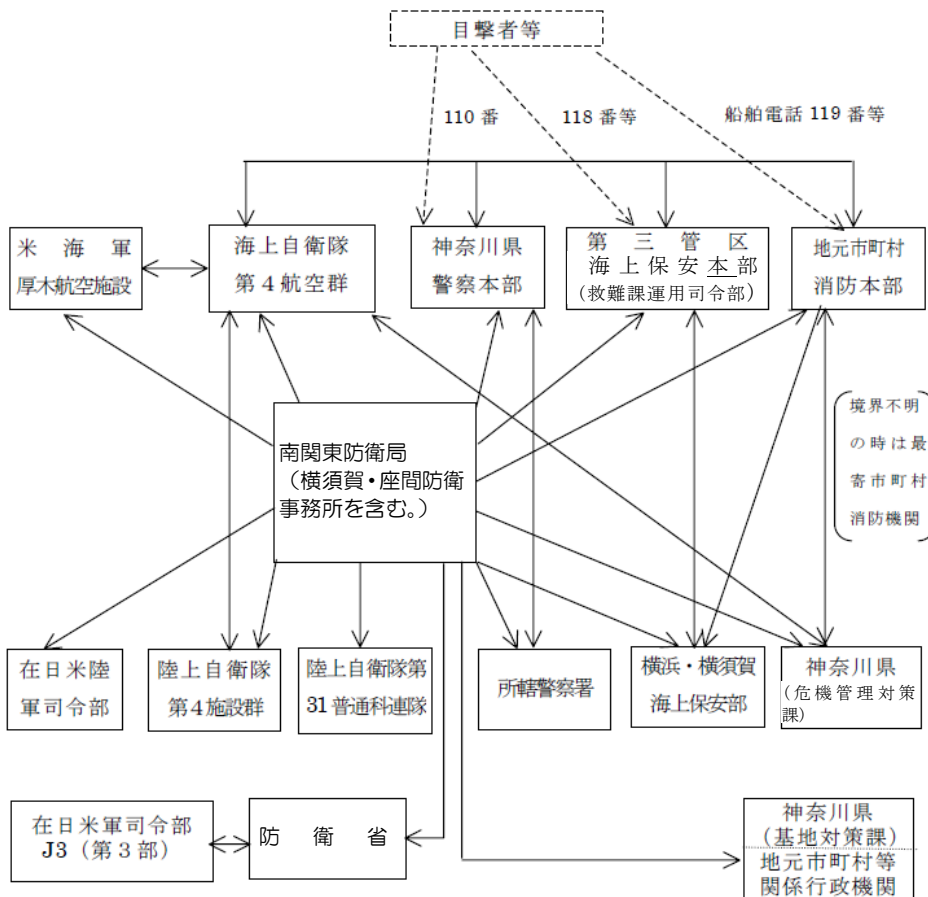 目撃者等
110 番
118 番等
船舶電話 119 番等
米海軍
厚木航空施設
海上自衛隊
第４航空群
神奈川県
警察本部
第三管区
海上保安本部
(救難課運用司令部)
地元市町村
消防本部
境界不明
の時は最
寄市町村
消防機関
南関東防衛局
（横須賀・座間防衛
事務所を含む。）
在日米陸
軍司令部
陸上自衛隊
第４施設群
陸上自衛隊第
31 普通科連隊
所轄警察署
横浜・横須賀
海上保安部
神奈川県
(危機管理対策
課)
在日米軍司令部
J3（第３部）
防衛省
神奈川県
（基地対策課）
地元市町村等
関係行政機関